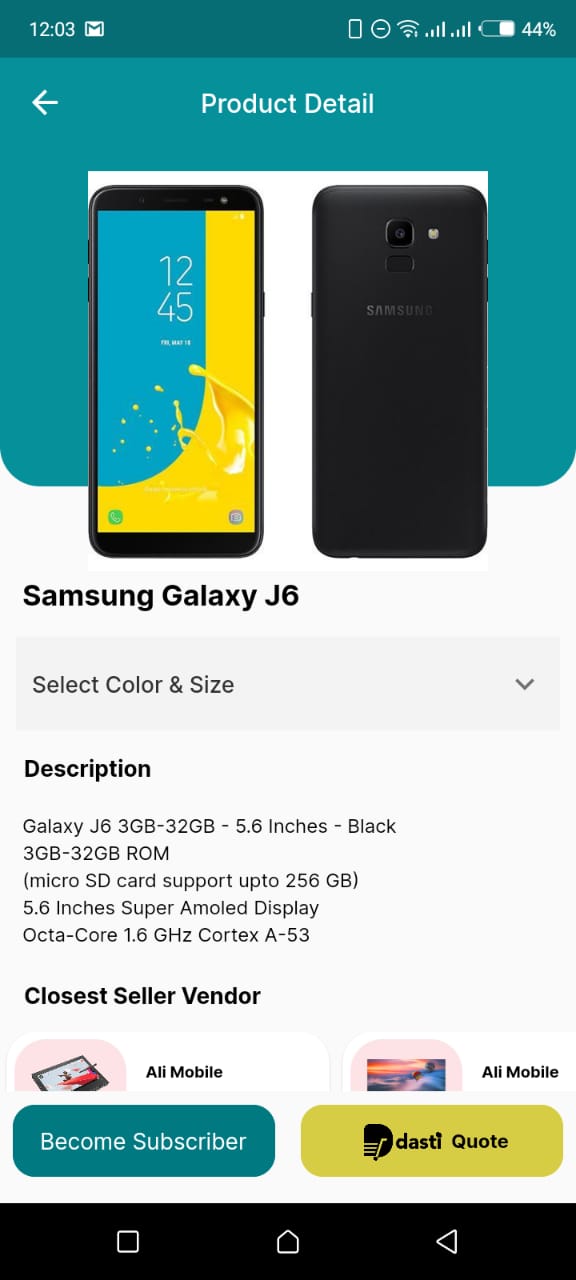 12:03
44%
Product Detail
12
45
FRI, MAY 18
SAMSUNG
Samsung Galaxy J6
Select Color & Size
Description
Galaxy J6 3GB-32GB - 5.6 Inches - Black
3GB-32GB ROM
(micro SD card support upto 256 GB)
5.6 Inches Super Amoled Display
Octa-Core 1.6 GHz Cortex A-53
Closest Seller Vendor
Ali Mobile
Ali Mobile
Become Subscriber
dasti Quote